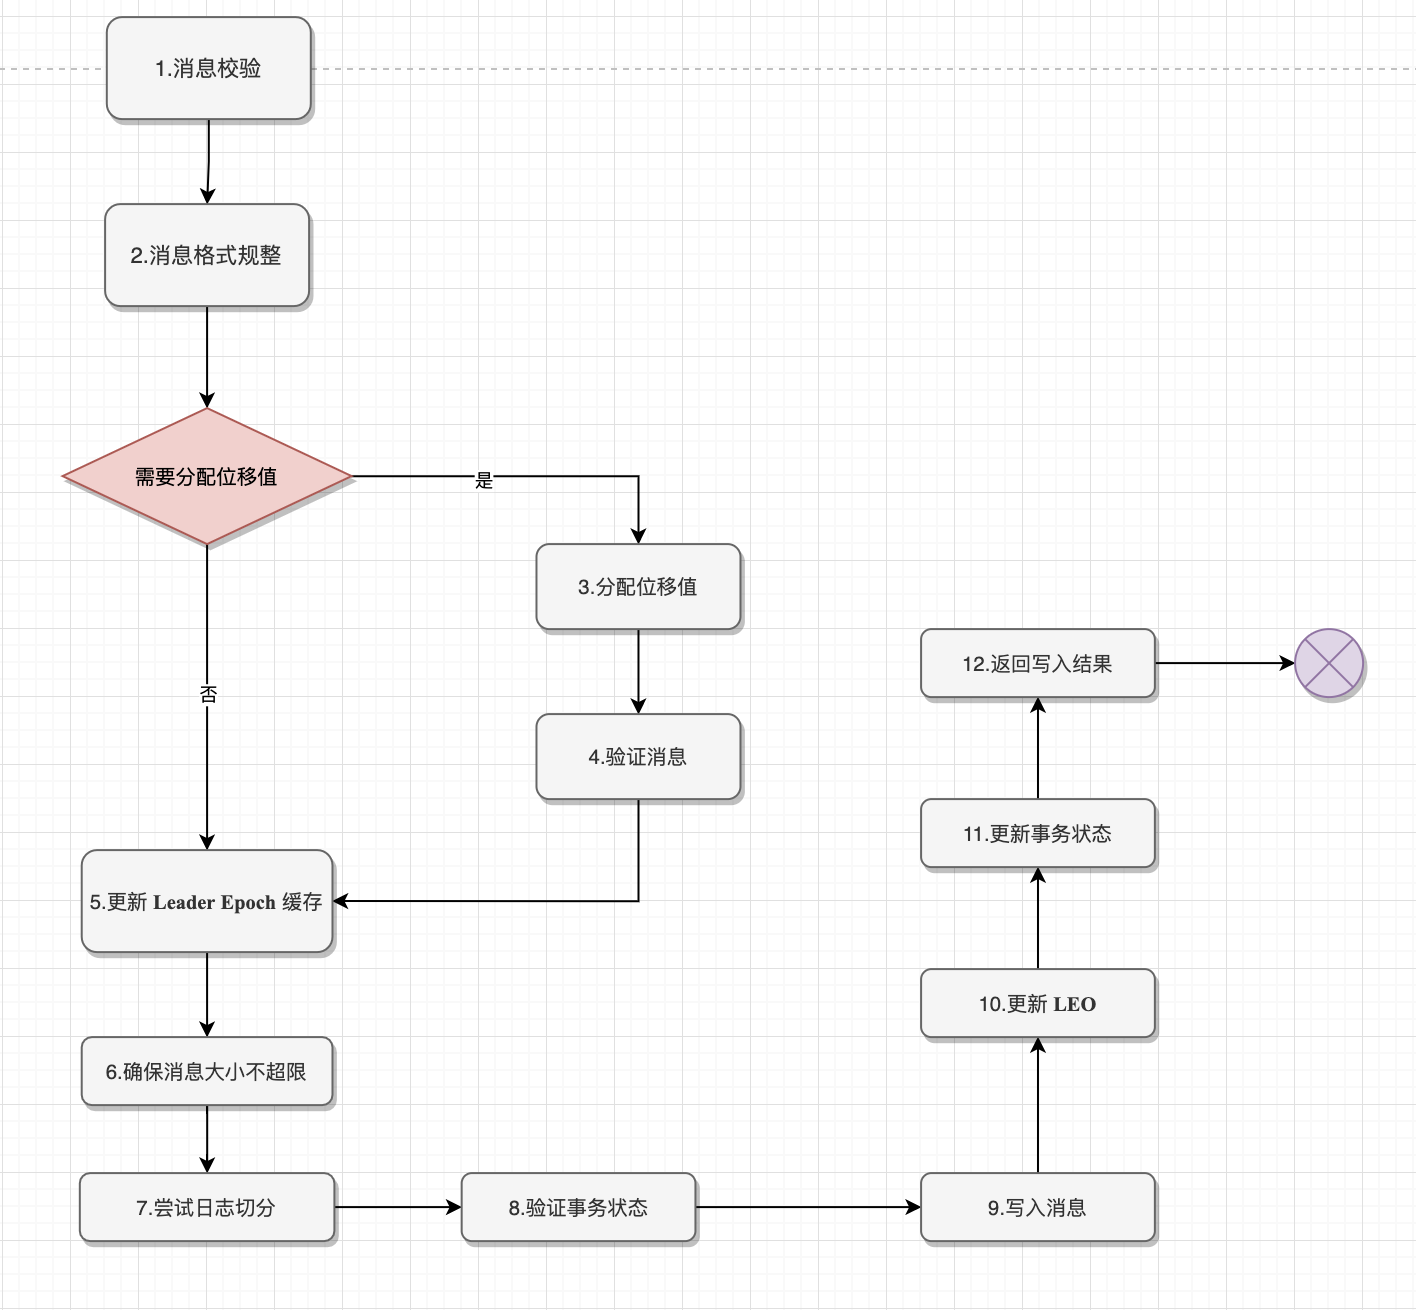 1.消息校验
2.消息格式规整
需要分配位移值
是
3.分配位移值
否
4.验证消息
5.更新 Leader Epoch 缓存
6.确保消息大小不超限
7.尝试日志切分
8.验证事务状态
9.写入消息
10.更新 LEO
11.更新事务状态
12.返回写入结果